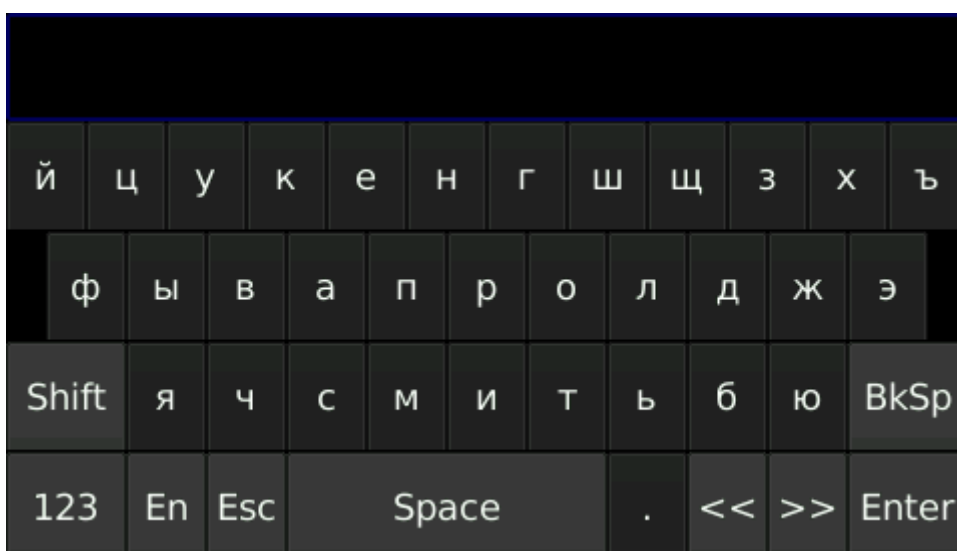 й ц у к е н г ш щ з х ъ
ф ы в а п р о л д ж э
Shift я ч с м и т ь б ю BkSp
123 En Esc Space . << >> Enter